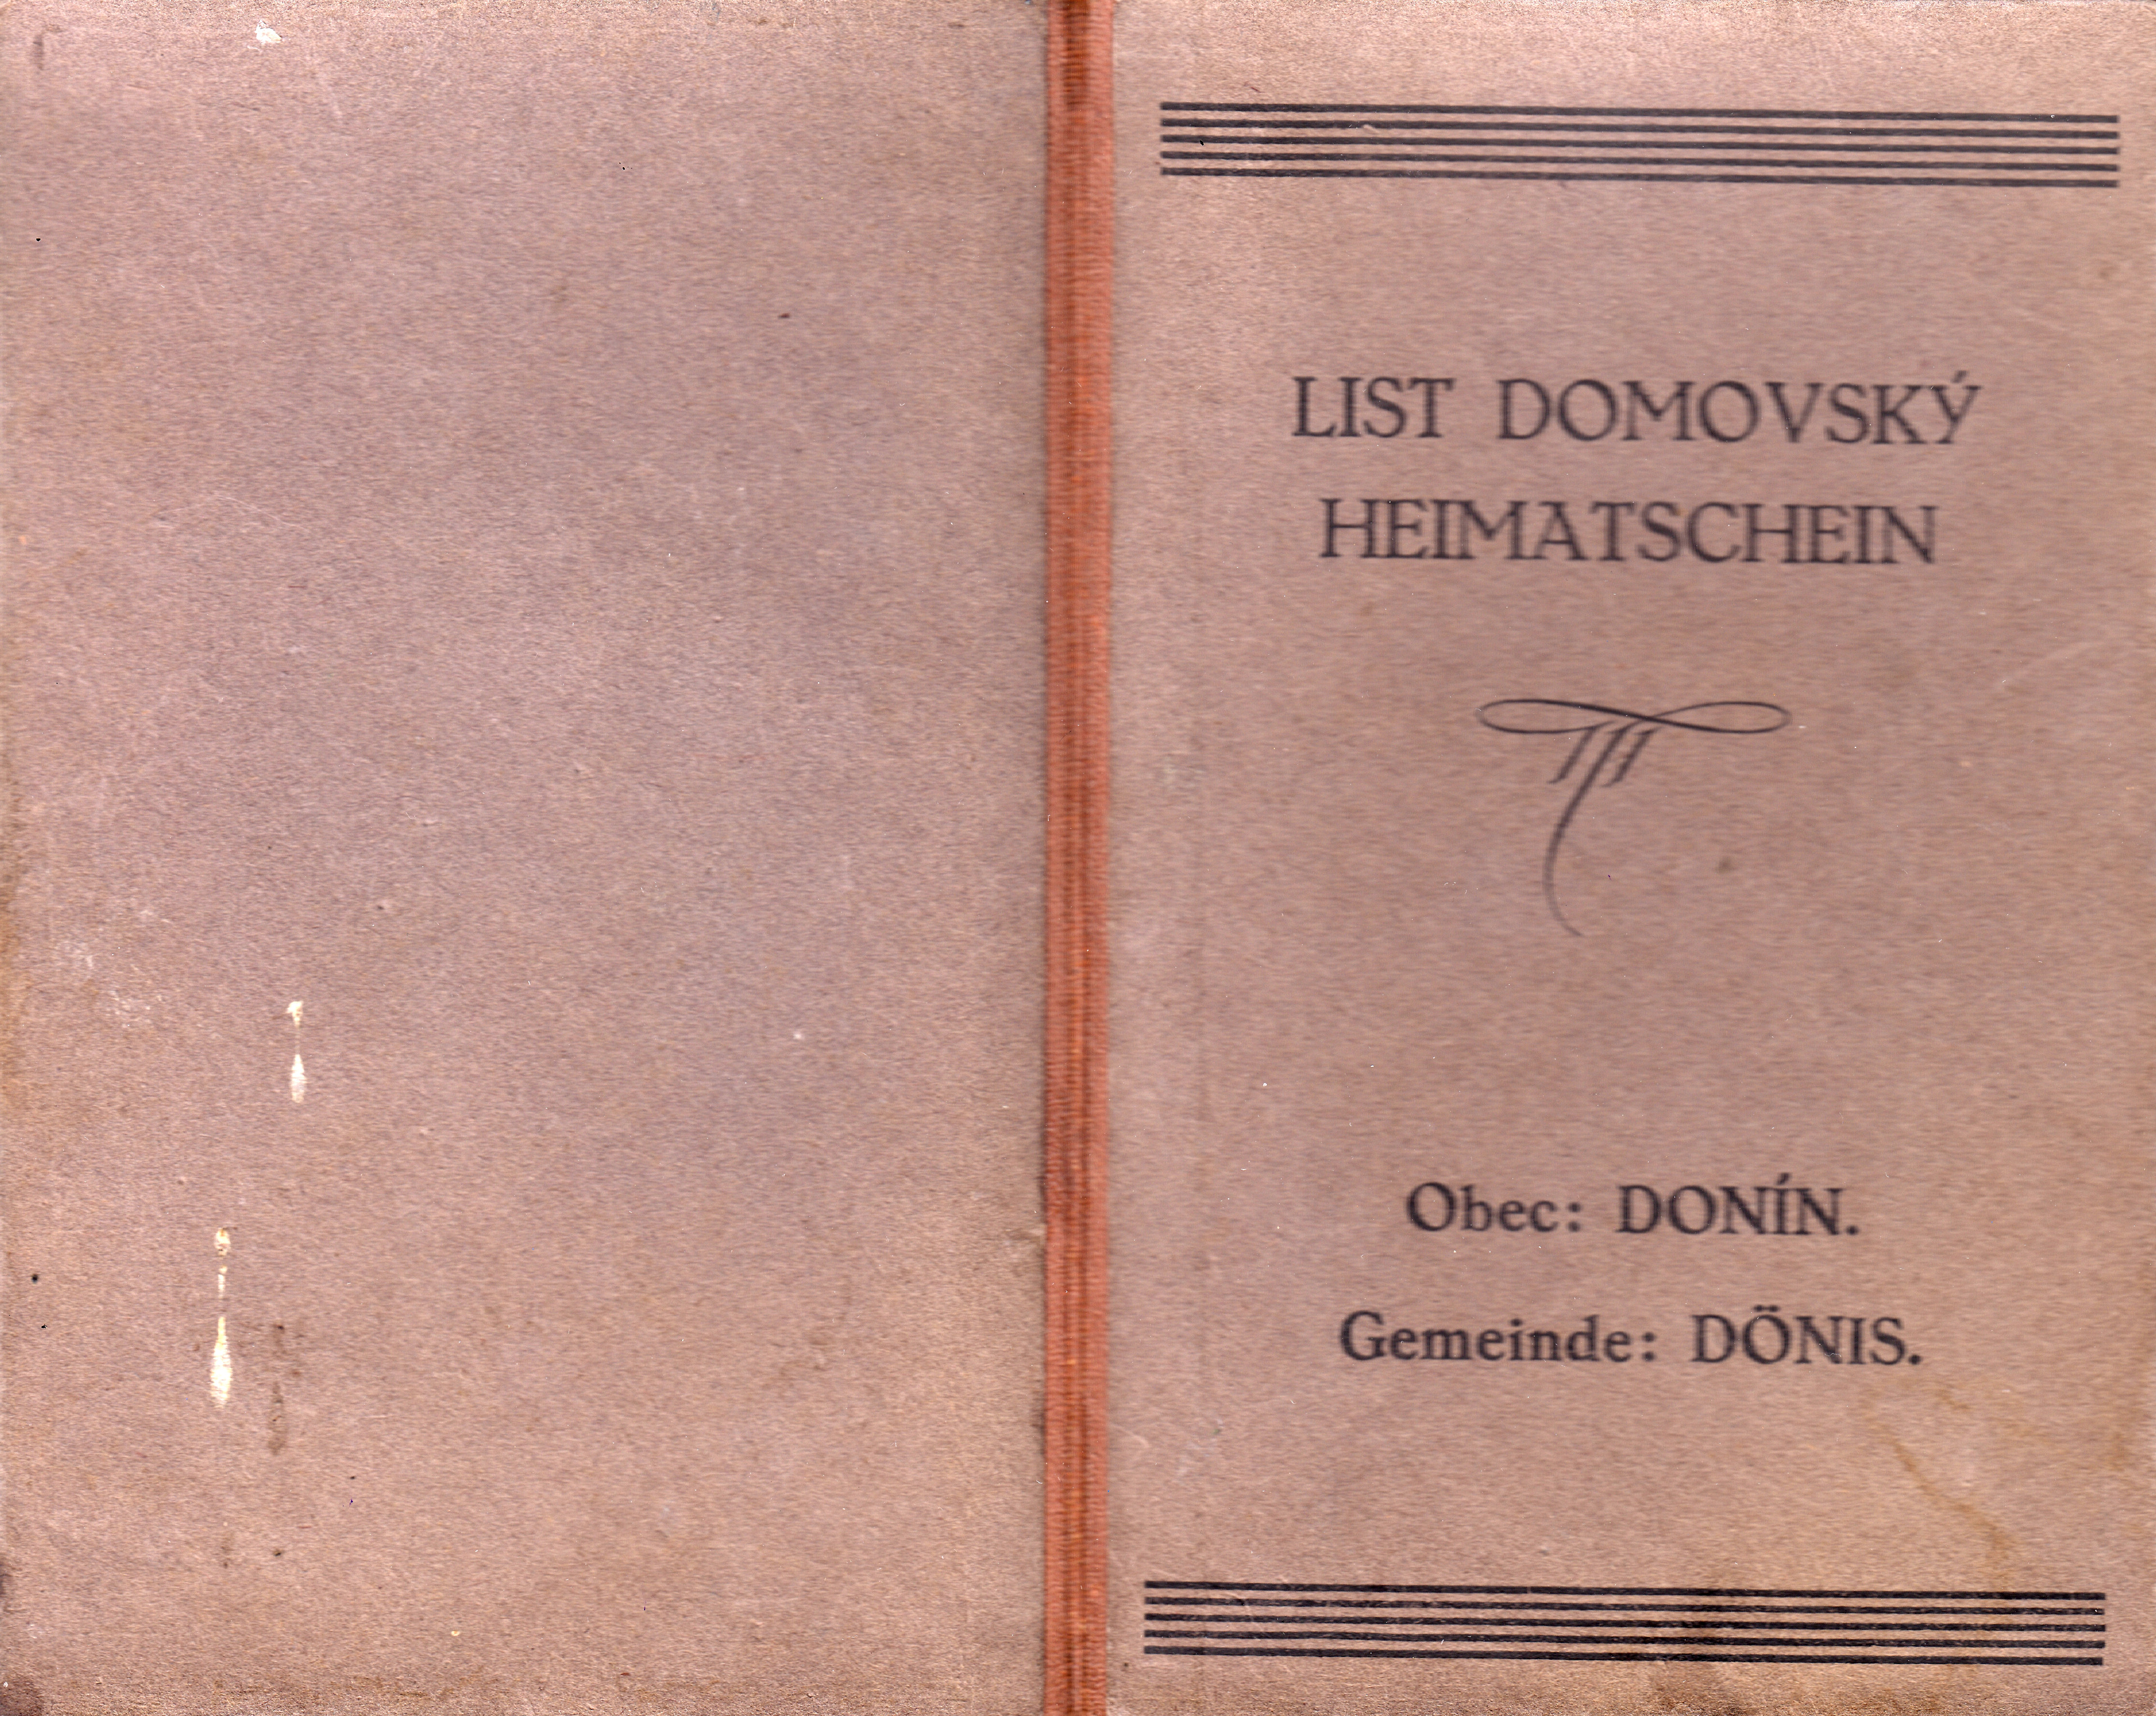 LIST DOMOVSKÝ
HEIMATSCHEIN
Obec: DONÍN.
Gemeinde: DÖNIS.